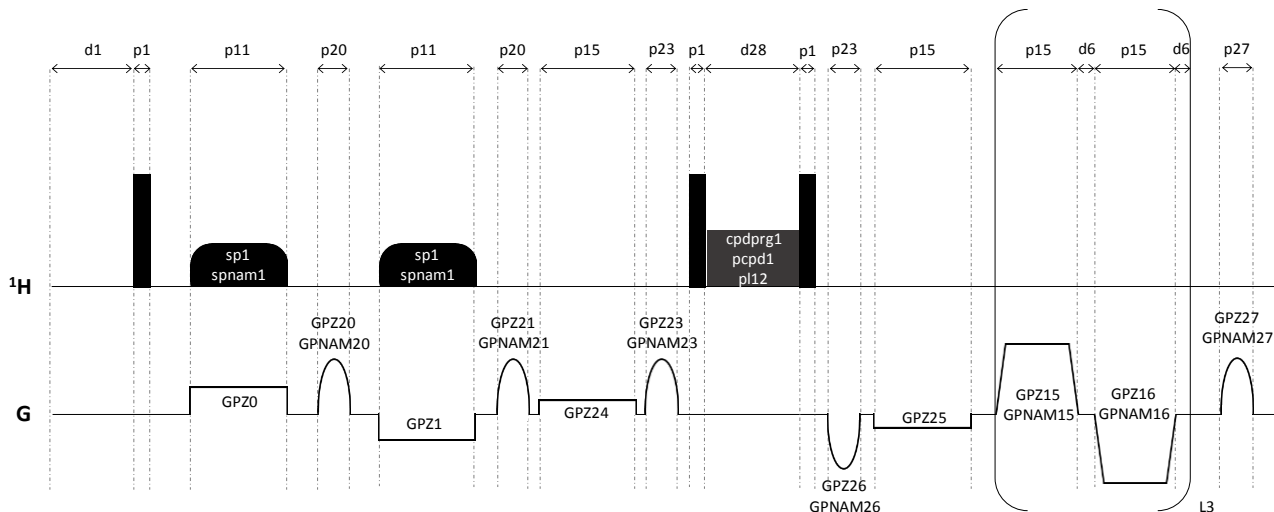 d1 p1 p11 p20 p11 p20 p15 p23 p1 d28 p1 p23 p15 p15 d6 p15 d6 p27
sp1
spnam1
sp1
spnam1
cpdprg1
pcpd1
pl12
¹H
GPZ20
GPNAM20
GPZ21
GPNAM21
GPZ23
GPNAM23
GPZ27
GPNAM27
G
GPZ0
GPZ1
GPZ24
GPZ25
GPZ15
GPNAM15
GPZ16
GPNAM16
GPZ26
GPNAM26
L3